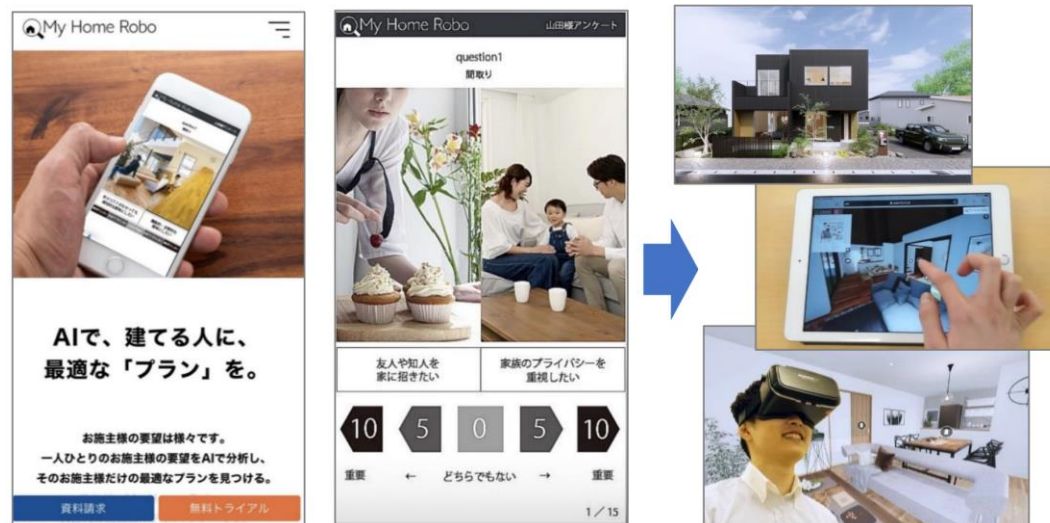 My Home Robo
AIで、建てる人に、
最適な「プラン」を。
お施主様の要望は様々です。
一人ひとりのお施主様の要望をAIで分析し、
そのお施主様だけの最適なプランを見つける。
資料請求
無料トライアル
My Home Robo
山田様アンケート
question1
間取り
友人や知人を
家に招きたい
家族のプライバシーを
重視したい
10
5
0
5
10
重要
←
どちらでもない
→
重要
1/15